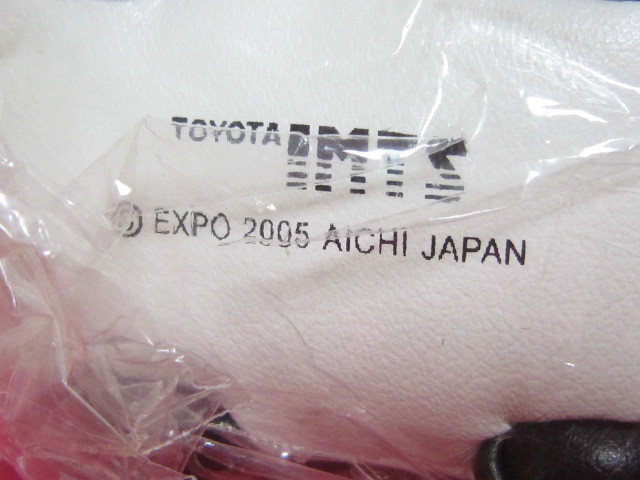 TOYOTA IMTS
© EXPO 2005 AICHI JAPAN